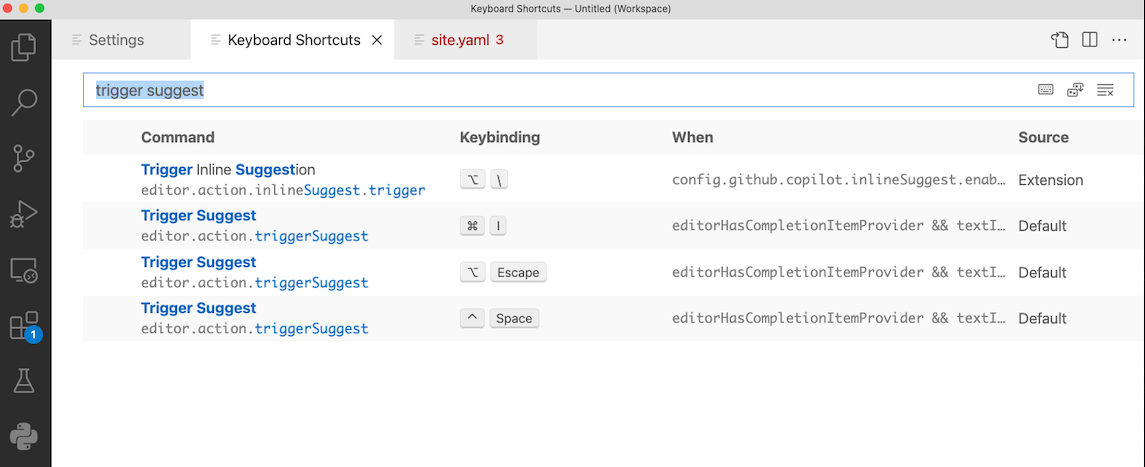 Keyboard Shortcuts — Untitled (Workspace)
Settings
Keyboard Shortcuts
site.yaml 3
trigger suggest
Command Keybinding When Source
Trigger Inline Suggestion
editor.action.inlineSuggest.trigger
⌥ \ config.github.copilot.inlineSuggest.enab… Extension
Trigger Suggest
editor.action.triggerSuggest
⌘ I editorHasCompletionItemProvider && textI… Default
Trigger Suggest
editor.action.triggerSuggest
⌥ Escape editorHasCompletionItemProvider && textI… Default
Trigger Suggest
editor.action.triggerSuggest
^ Space editorHasCompletionItemProvider && textI… Default
1